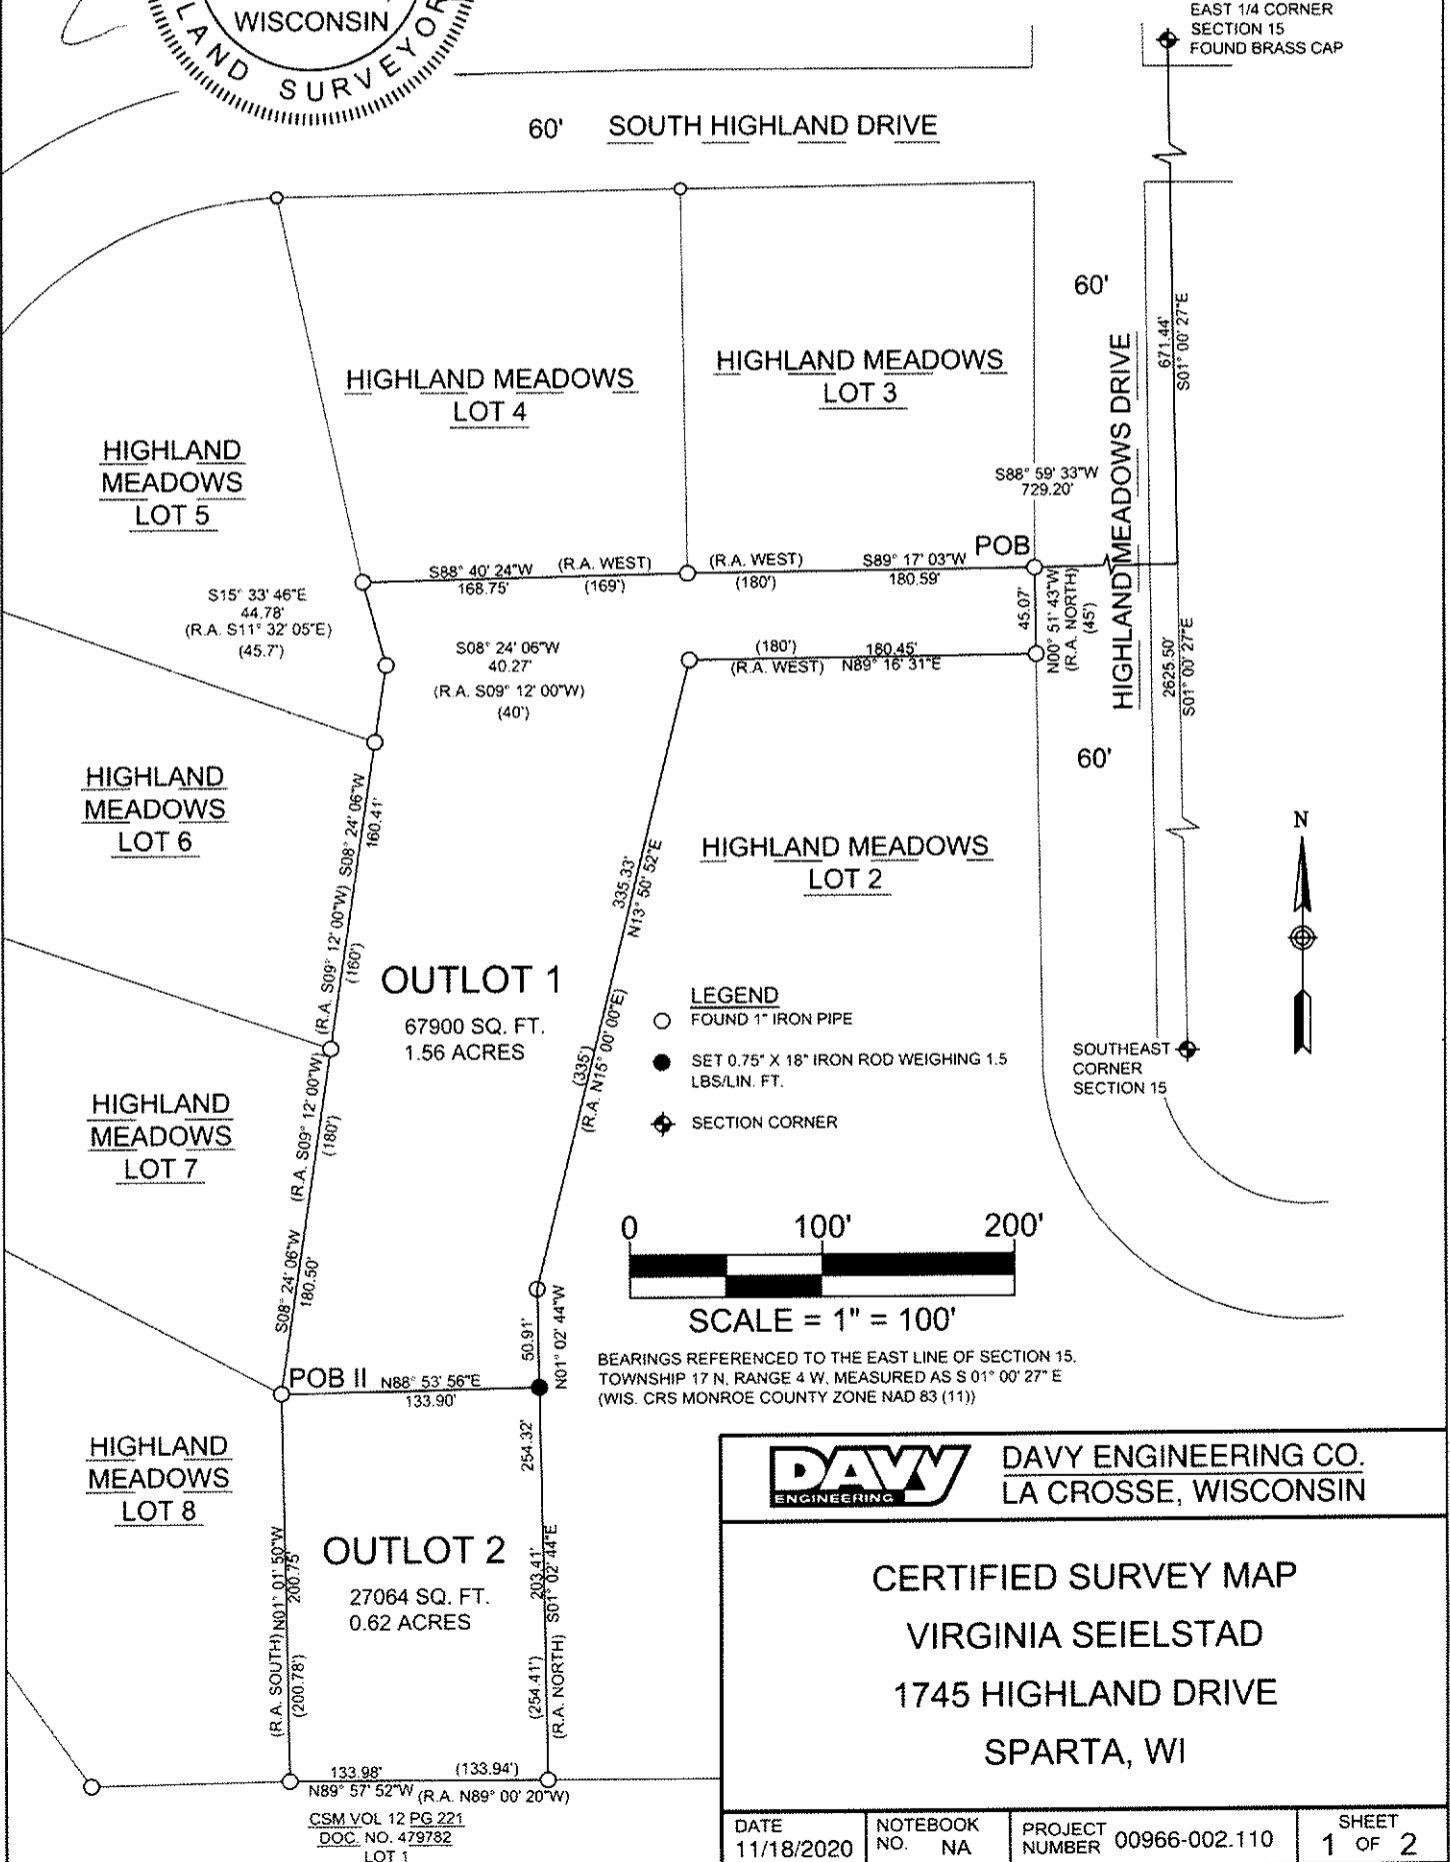 WISCONSIN
LAND SURVEYOR
EAST 1/4 CORNER
SECTION 15
FOUND BRASS CAP
60' SOUTH HIGHLAND DRIVE
60'
671.44'
S01° 00' 27"E
HIGHLAND MEADOWS DRIVE
HIGHLAND MEADOWS
LOT 4
HIGHLAND MEADOWS
LOT 3
HIGHLAND
MEADOWS
LOT 5
S88° 59' 33"W
729.20'
POB
S88° 40' 24"W (R.A. WEST)
168.75' (169')
(R.A. WEST) S89° 17' 03"W
(180') 180.59'
S15° 33' 46"E
44.78'
(R.A. S11° 32' 05"E)
(45.7')
S08° 24' 06"W
40.27'
(R.A. S09° 12' 00"W)
(40')
45.07'
N00° 51' 43"W
(R.A. NORTH)
(45')
(180') 180.45'
(R.A. WEST) N89° 16' 31"E
2625.50'
S01° 00' 27"E
60'
HIGHLAND
MEADOWS
LOT 6
(R.A. S09° 12' 00"W) S08° 24' 06"W
(160') 160.41'
HIGHLAND MEADOWS
LOT 2
335.33'
N13° 50' 52"E
(335')
(R.A. N15° 00' 00"E)
N
OUTLOT 1
67900 SQ. FT.
1.56 ACRES
LEGEND
FOUND 1" IRON PIPE
SET 0.75" X 18" IRON ROD WEIGHING 1.5
LBS/LIN. FT.
SECTION CORNER
SOUTHEAST
CORNER
SECTION 15
HIGHLAND
MEADOWS
LOT 7
S08° 24' 06"W (R.A. S09° 12' 00"W)
180.50' (180')
0 100' 200'
SCALE = 1" = 100'
50.91'
N01° 02' 44"W
BEARINGS REFERENCED TO THE EAST LINE OF SECTION 15,
TOWNSHIP 17 N, RANGE 4 W, MEASURED AS S 01° 00' 27" E
(WIS. CRS MONROE COUNTY ZONE NAD 83 (11))
POB II N88° 53' 56"E
133.90'
254.32'
HIGHLAND
MEADOWS
LOT 8
OUTLOT 2
27064 SQ. FT.
0.62 ACRES
(R.A. SOUTH) N01° 01' 50"W
(200.78') 200.75'
(254.41') 203.41'
(R.A. NORTH) S01° 02' 44"E
133.98' (133.94')
N89° 57' 52"W (R.A. N89° 00' 20"W)
CSM VOL 12 PG 221
DOC. NO. 479782
LOT 1
DAVY
ENGINEERING
DAVY ENGINEERING CO.
LA CROSSE, WISCONSIN
CERTIFIED SURVEY MAP
VIRGINIA SEIELSTAD
1745 HIGHLAND DRIVE
SPARTA, WI
DATE
11/18/2020
NOTEBOOK
NO. NA
PROJECT
NUMBER 00966-002.110
SHEET
1 OF 2